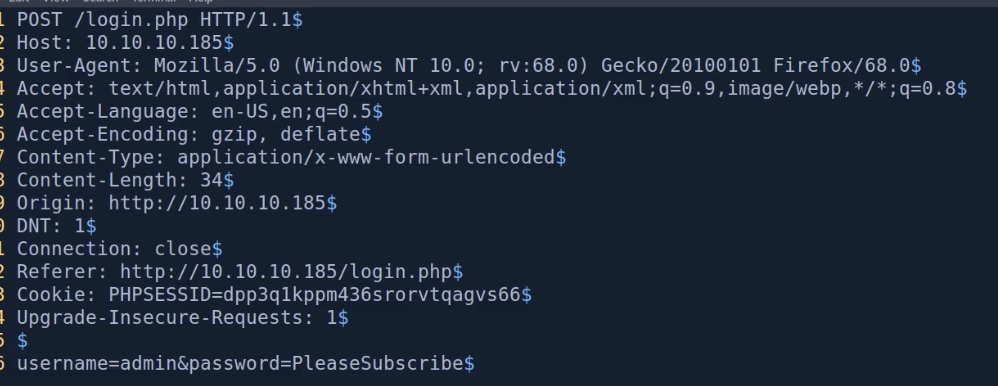 1 POST /login.php HTTP/1.1$
2 Host: 10.10.10.185$
3 User-Agent: Mozilla/5.0 (Windows NT 10.0; rv:68.0) Gecko/20100101 Firefox/68.0$
4 Accept: text/html,application/xhtml+xml,application/xml;q=0.9,image/webp,*/*;q=0.8$
5 Accept-Language: en-US,en;q=0.5$
6 Accept-Encoding: gzip, deflate$
7 Content-Type: application/x-www-form-urlencoded$
8 Content-Length: 34$
9 Origin: http://10.10.10.185$
0 DNT: 1$
1 Connection: close$
2 Referer: http://10.10.10.185/login.php$
3 Cookie: PHPSESSID=dpp3q1kppm436srorvtqagvs66$
4 Upgrade-Insecure-Requests: 1$
5 $
6 username=admin&password=PleaseSubscribe$